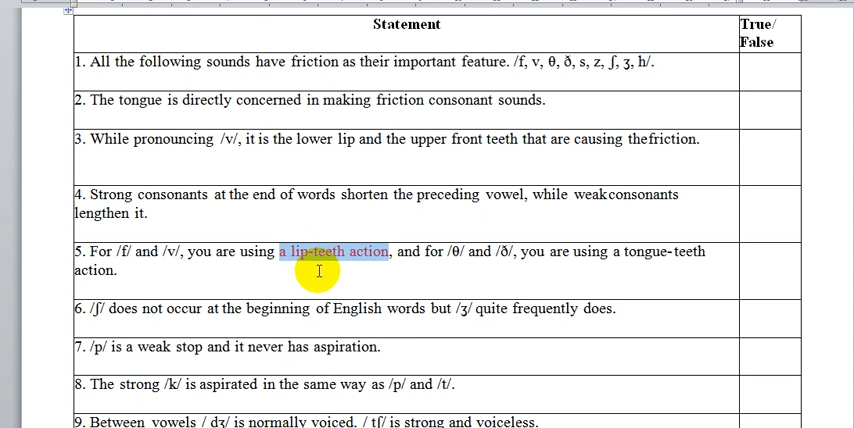 Statement
True/
False
1. All the following sounds have friction as their important feature. /f, v, θ, ð, s, z, ʃ, ʒ, h/.
2. The tongue is directly concerned in making friction consonant sounds.
3. While pronouncing /v/, it is the lower lip and the upper front teeth that are causing thefriction.
4. Strong consonants at the end of words shorten the preceding vowel, while weakconsonants
lengthen it.
5. For /f/ and /v/, you are using a lip-teeth action, and for /θ/ and /ð/, you are using a tongue-teeth
action.
6. /ʃ/ does not occur at the beginning of English words but /ʒ/ quite frequently does.
7. /p/ is a weak stop and it never has aspiration.
8. The strong /k/ is aspirated in the same way as /p/ and /t/.
9. Between vowels / dʒ/ is normally voiced. / tʃ/ is strong and voiceless.